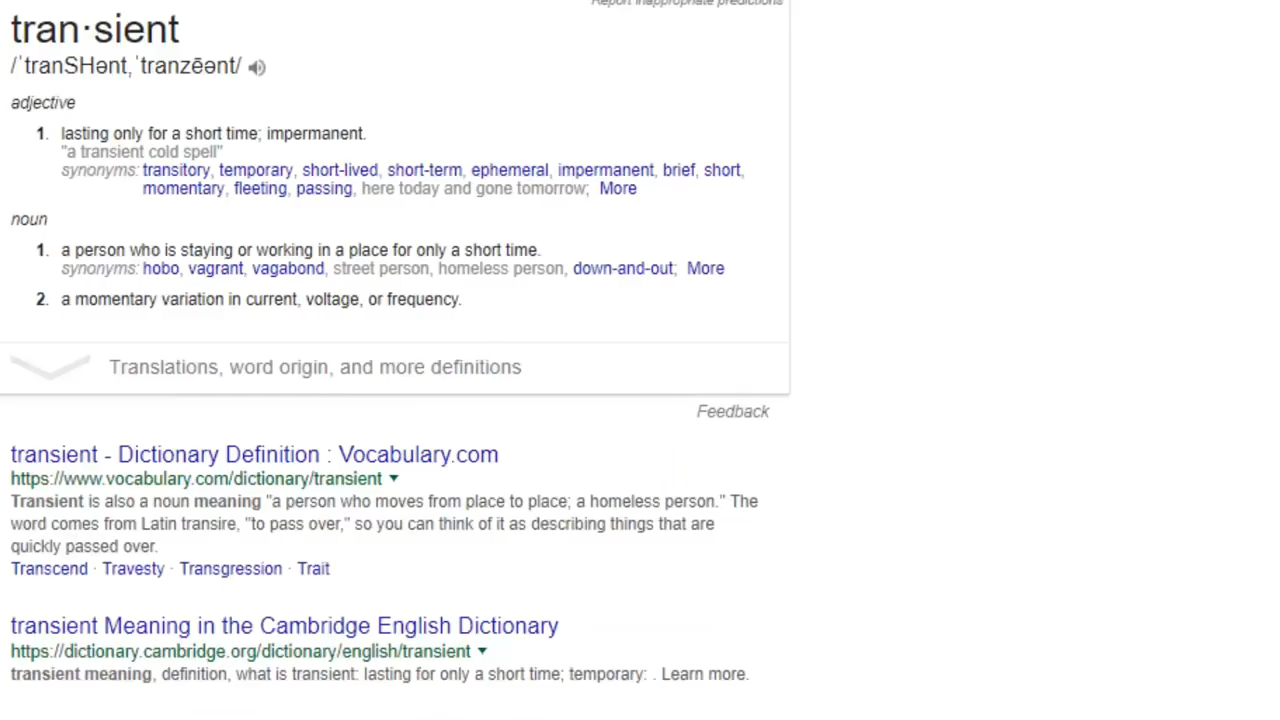 Report inappropriate predictions
tran·sient
/ˈtranSHənt,ˈtranzēənt/
adjective
1. lasting only for a short time; impermanent.
"a transient cold spell"
synonyms: transitory, temporary, short-lived, short-term, ephemeral, impermanent, brief, short,
momentary, fleeting, passing, here today and gone tomorrow; More
noun
1. a person who is staying or working in a place for only a short time.
synonyms: hobo, vagrant, vagabond, street person, homeless person, down-and-out; More
2. a momentary variation in current, voltage, or frequency.
Translations, word origin, and more definitions
Feedback
transient - Dictionary Definition : Vocabulary.com
https://www.vocabulary.com/dictionary/transient
Transient is also a noun meaning "a person who moves from place to place; a homeless person." The
word comes from Latin transire, "to pass over," so you can think of it as describing things that are
quickly passed over.
Transcend · Travesty · Transgression · Trait
transient Meaning in the Cambridge English Dictionary
https://dictionary.cambridge.org/dictionary/english/transient
transient meaning, definition, what is transient: lasting for only a short time; temporary: . Learn more.